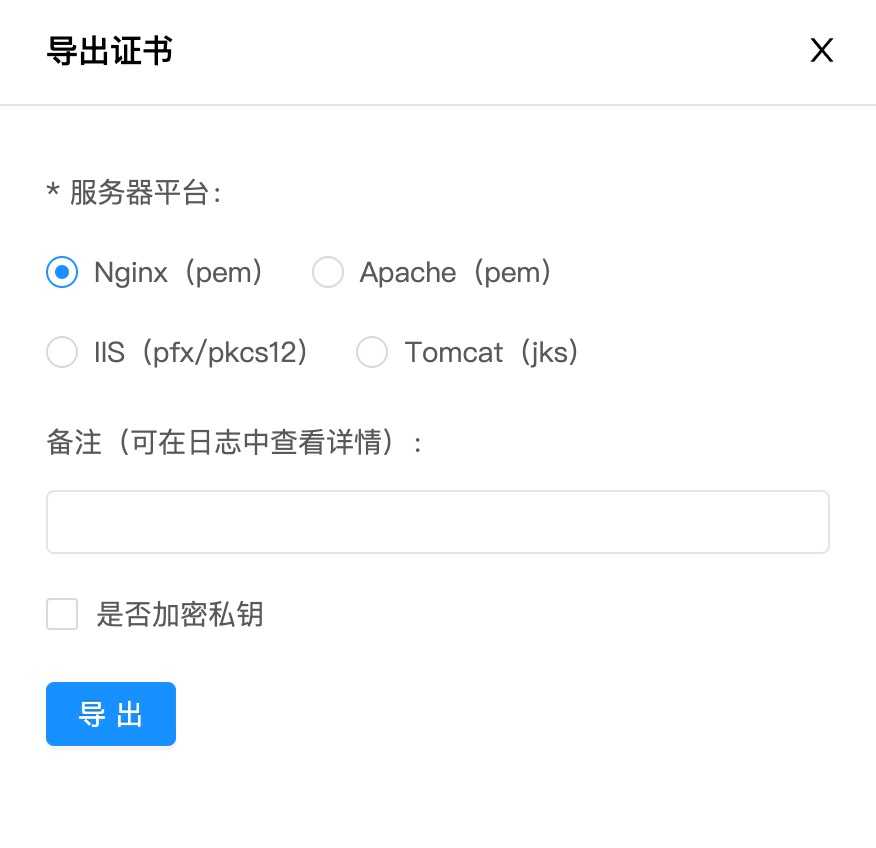 导出证书 X
* 服务器平台：
Nginx（pem） Apache（pem）
IIS（pfx/pkcs12） Tomcat（jks）
备注（可在日志中查看详情）：
是否加密私钥
导 出